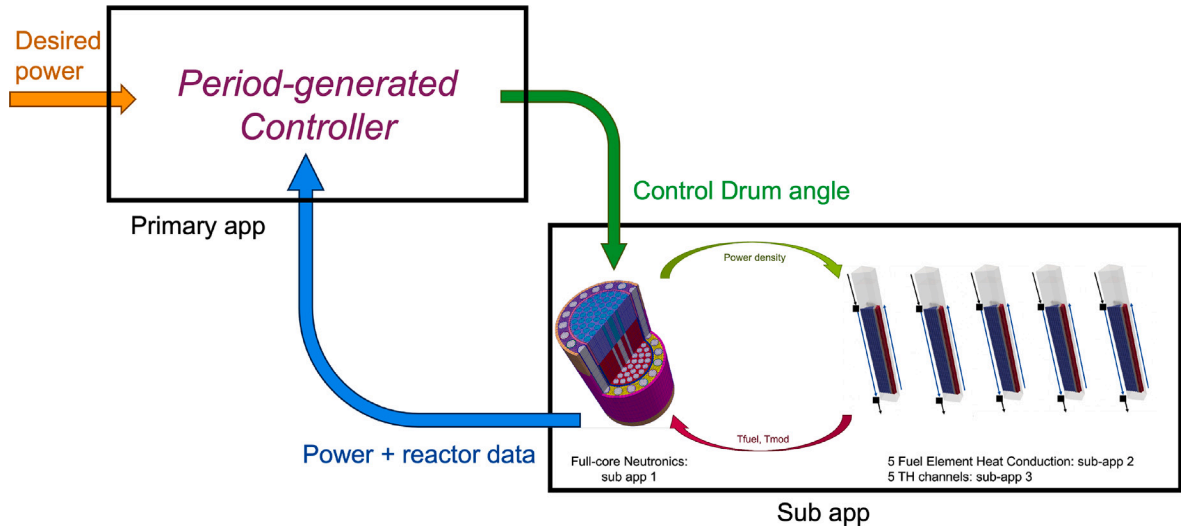 Desired
power
Period-generated
Controller
Primary app
Control Drum angle
Power density
Tfuel, Tmod
Power + reactor data
Full-core Neutronics:
sub app 1
5 Fuel Element Heat Conduction: sub-app 2
5 TH channels: sub-app 3
Sub app